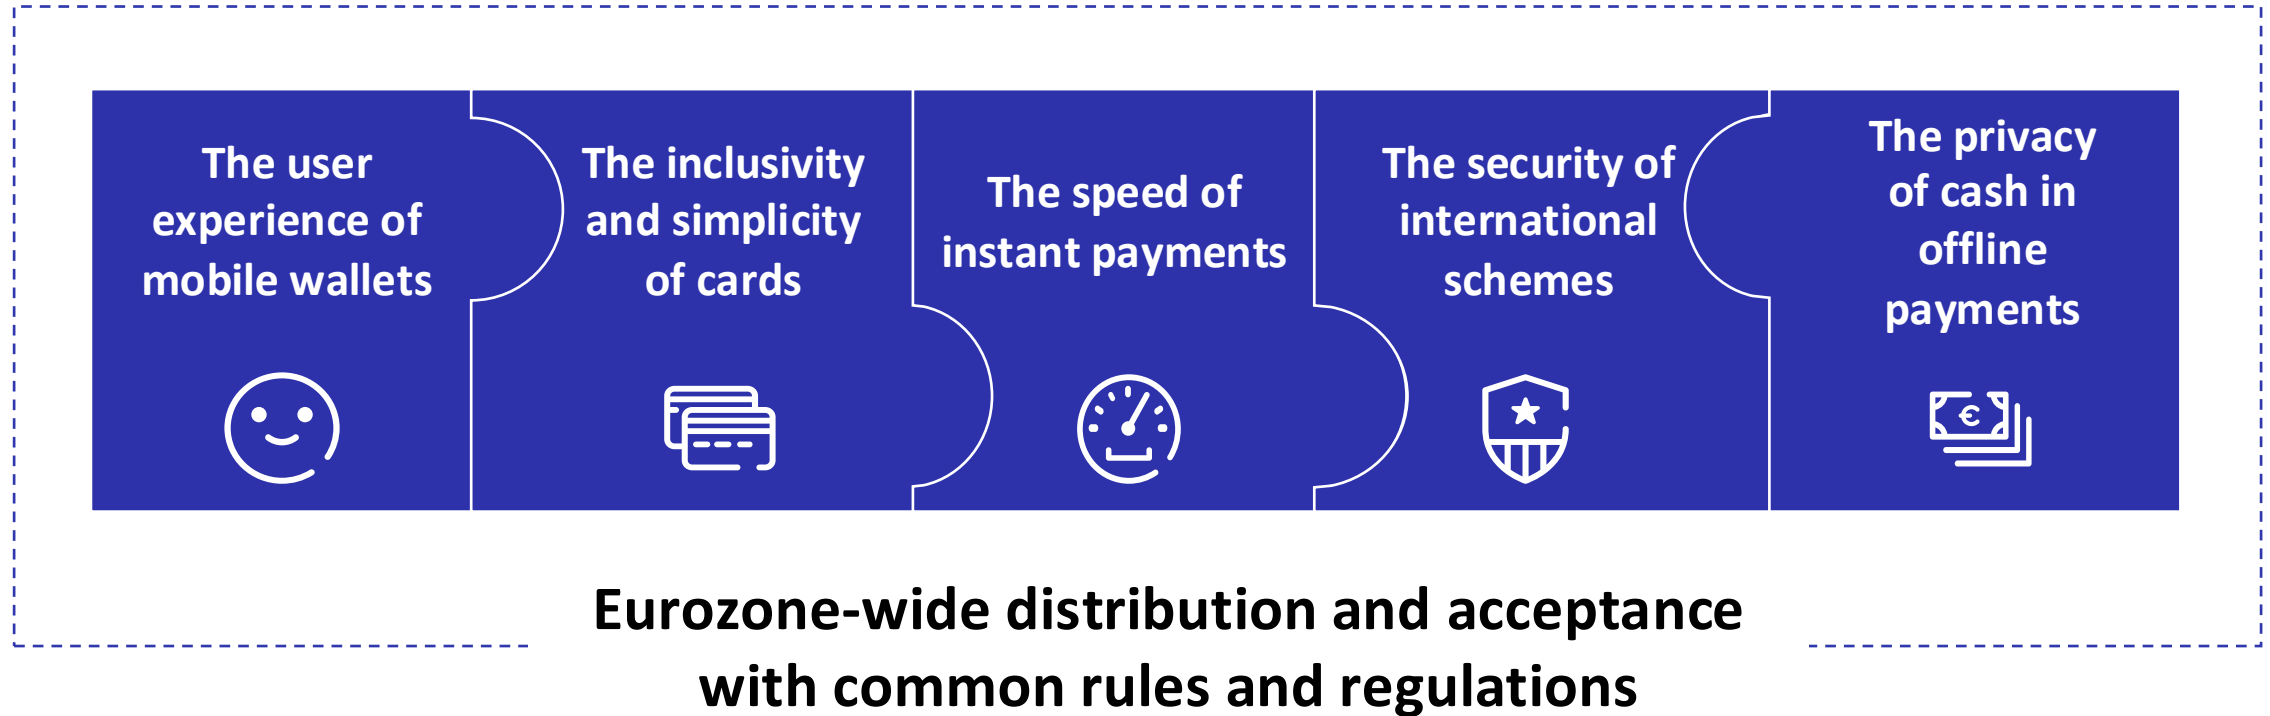 The user
experience of
mobile wallets
The inclusivity
and simplicity
of cards
The speed of
instant payments
The security of
international
schemes
The privacy
of cash in
offline
payments
€
Eurozone-wide distribution and acceptance
with common rules and regulations